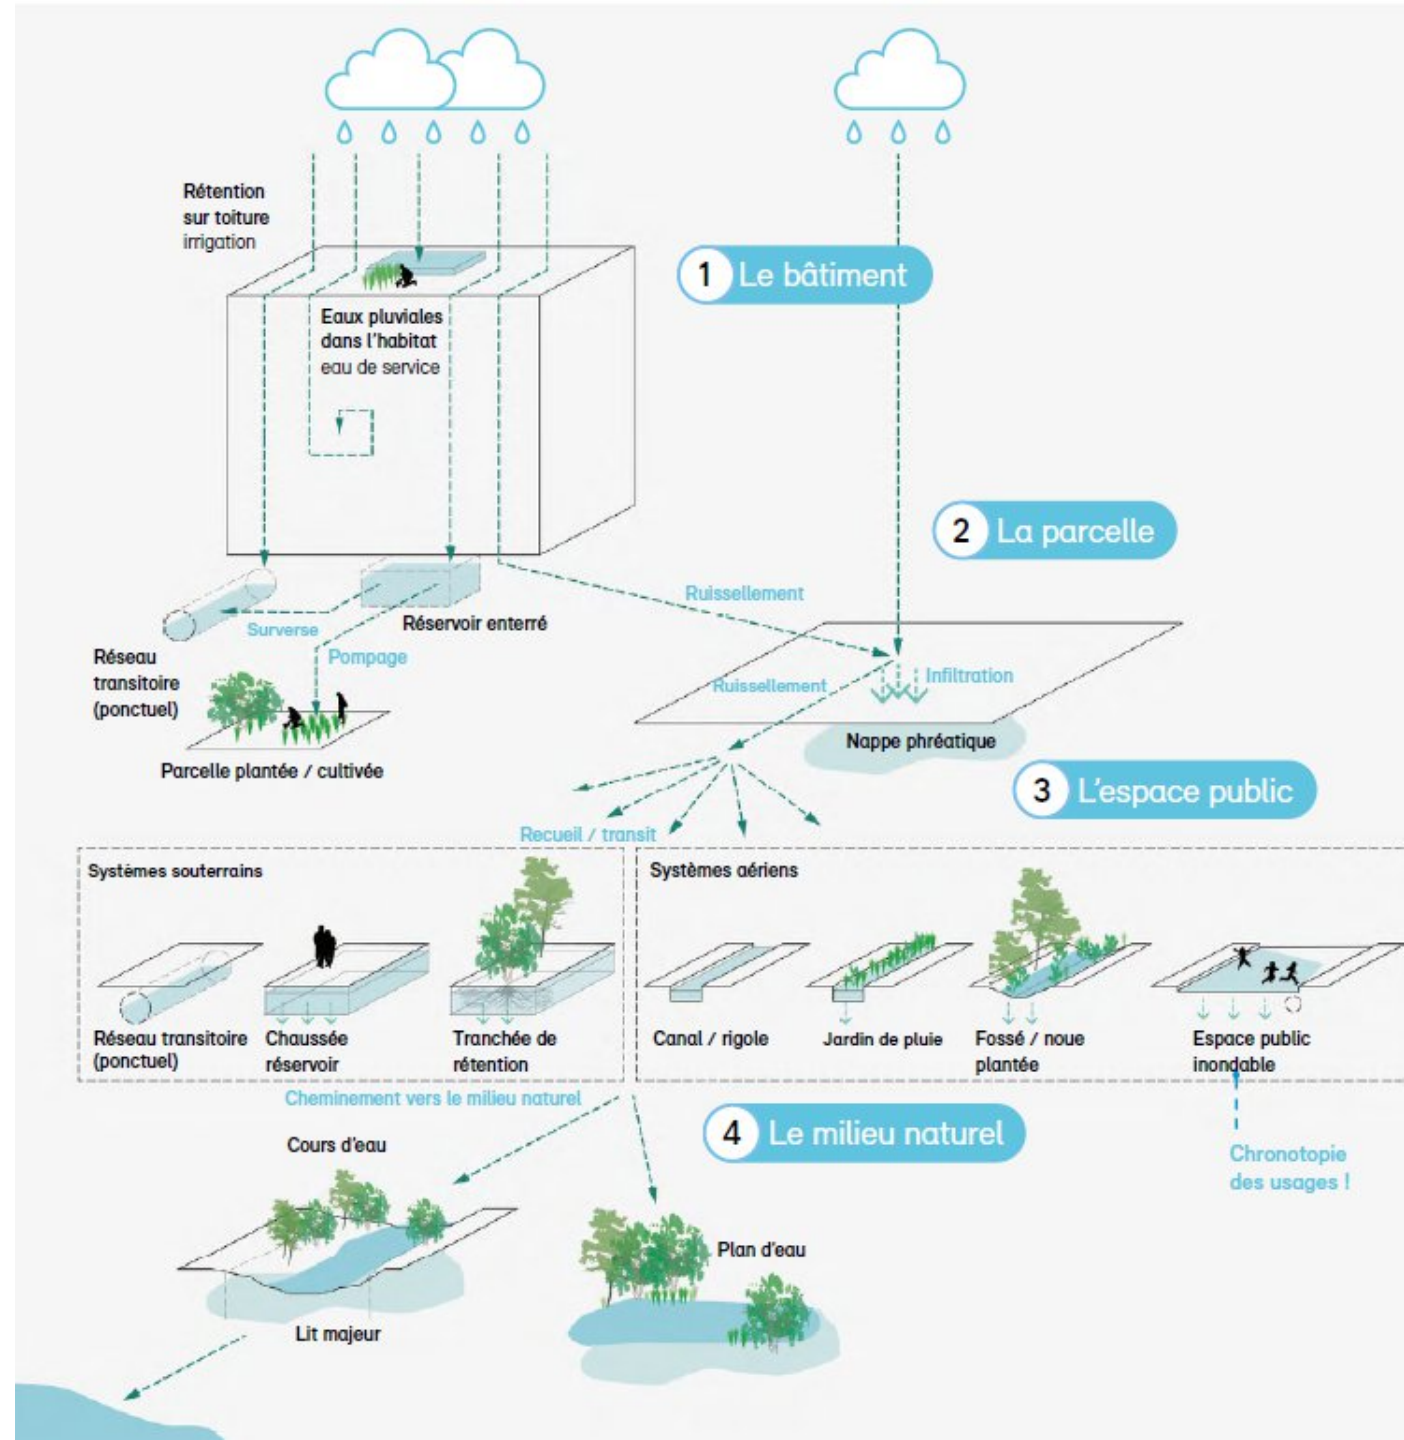 Rétention
sur toiture
irrigation
1 Le bâtiment
Eaux pluviales
dans l'habitat
eau de service
2 La parcelle
Ruissellement
Surverse
Réservoir enterré
Pompage
Réseau
transitoire
(ponctuel)
Parcelle plantée / cultivée
Ruissellement
Infiltration
Nappe phréatique
3 L'espace public
Recueil / transit
Systèmes souterrains
Réseau transitoire
(ponctuel)
Chaussée
réservoir
Tranchée de
rétention
Systèmes aériens
Canal / rigole
Jardin de pluie
Fossé / noue
plantée
Espace public
inondable
Cheminement vers le milieu naturel
4 Le milieu naturel
Chronotopie
des usages !
Cours d'eau
Plan d'eau
Lit majeur